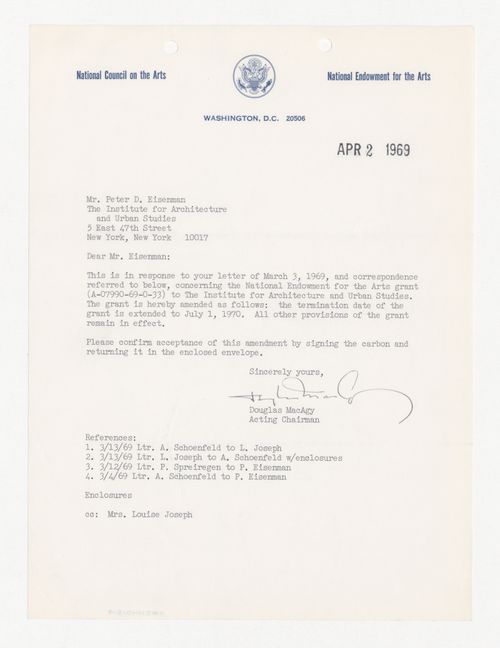 National Council on the Arts
National Endowment for the Arts
WASHINGTON, D.C. 20506
APR 2 1969
Mr. Peter D. Eisenman
The Institute for Architecture
and Urban Studies
5 East 47th Street
New York, New York 10017
Dear Mr. Eisenman:
This is in response to your letter of March 3, 1969, and correspondence
referred to below, concerning the National Endowment for the Arts grant
(A-07990-69-0-33) to The Institute for Architecture and Urban Studies.
The grant is hereby amended as follows: the termination date of the
grant is extended to July 1, 1970. All other provisions of the grant
remain in effect.
Please confirm acceptance of this amendment by signing the carbon and
returning it in the enclosed envelope.
Sincerely yours,
Douglas MacAgy
Acting Chairman
References:
1. 3/13/69 Ltr. A. Schoenfeld to L. Joseph
2. 3/13/69 Ltr. L. Joseph to A. Schoenfeld w/enclosures
3. 3/12/69 Ltr. P. Spreiregen to P. Eisenman
4. 3/4/69 Ltr. A. Schoenfeld to P. Eisenman
Enclosures
cc: Mrs. Louise Joseph